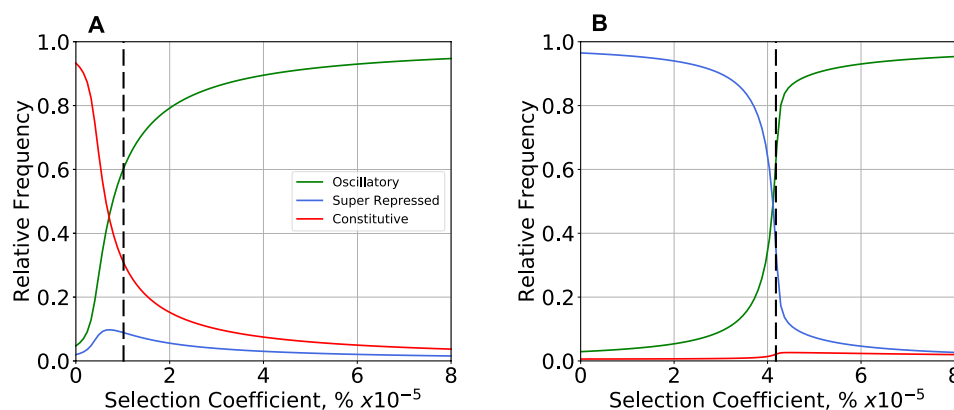 A
B
1.0
0.8
0.6
0.4
0.2
0.0
Relative Frequency
0
2
4
6
8
Selection Coefficient, % x10⁻⁵
Oscillatory
Super Repressed
Constitutive
1.0
0.8
0.6
0.4
0.2
0.0
Relative Frequency
0
2
4
6
8
Selection Coefficient, % x10⁻⁵